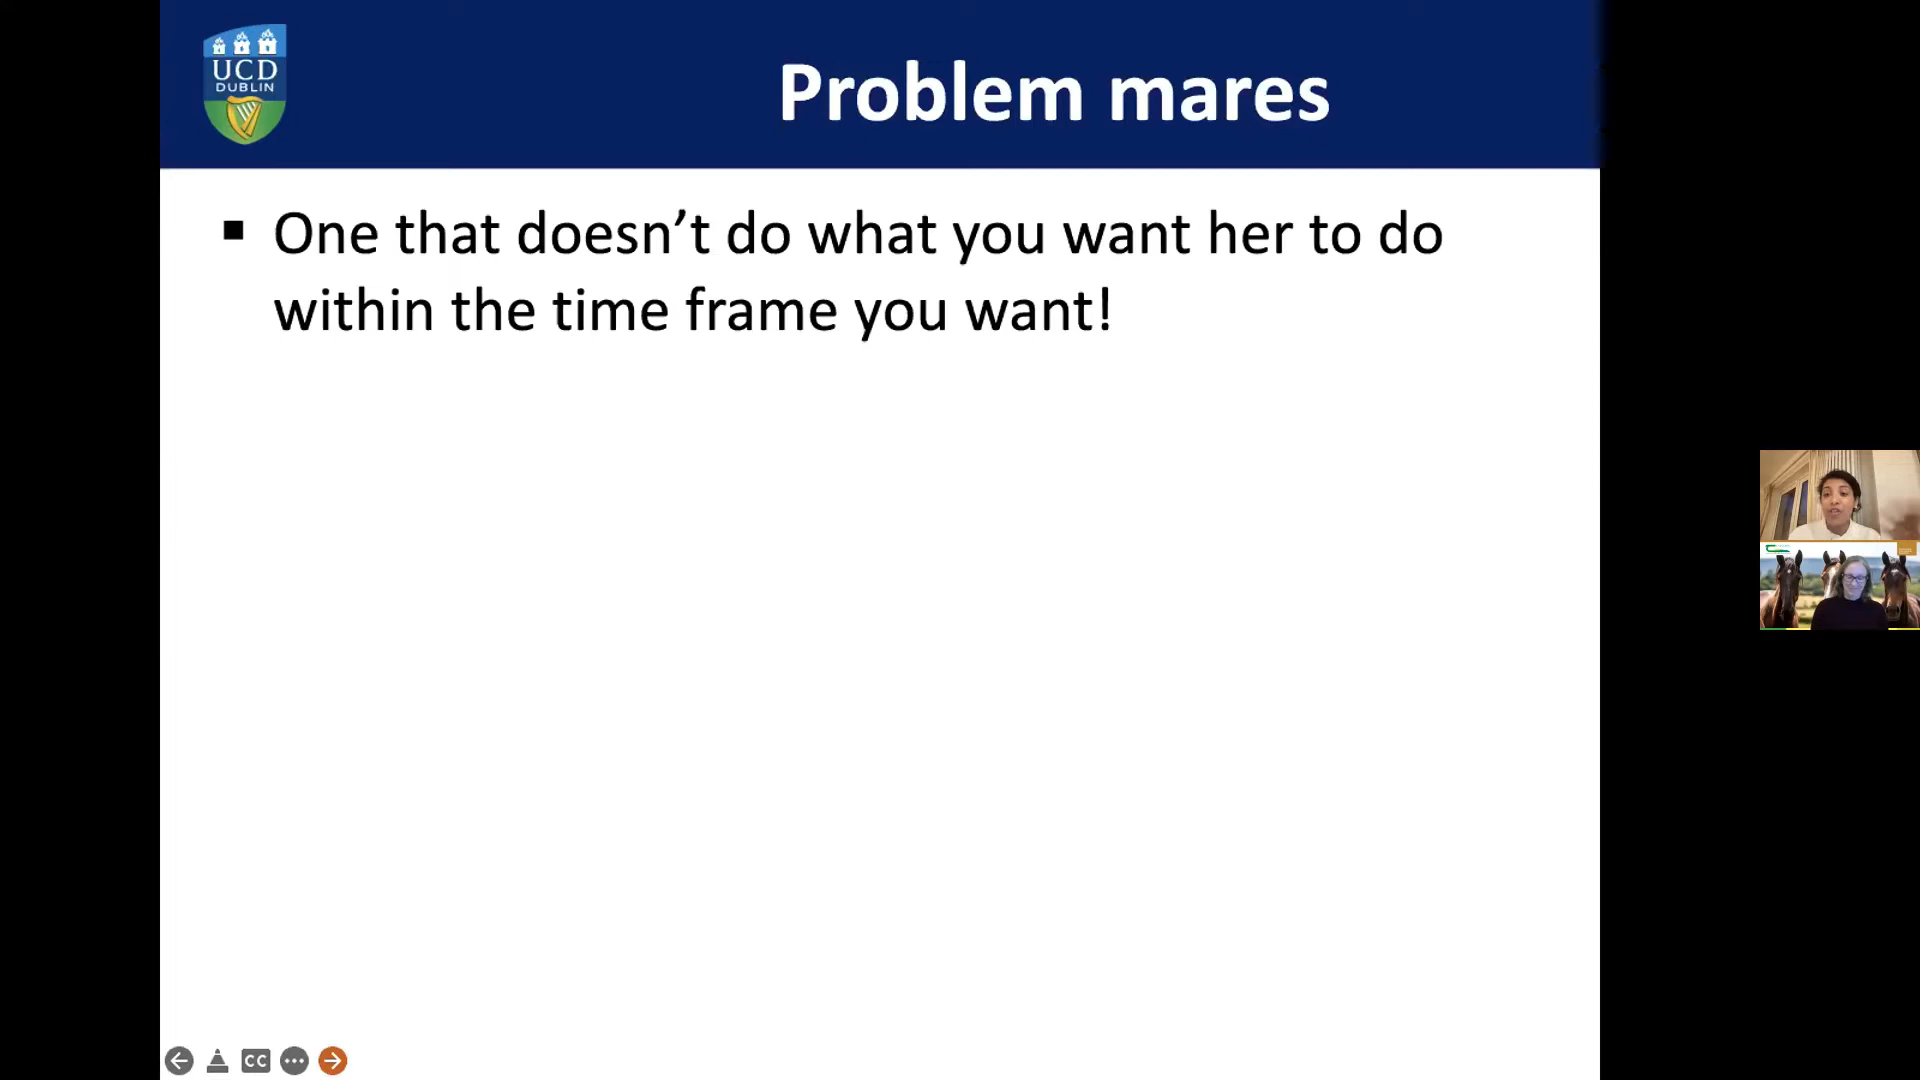 UCD
DUBLIN
Problem mares
▪ One that doesn’t do what you want her to do
within the time frame you want!
CC